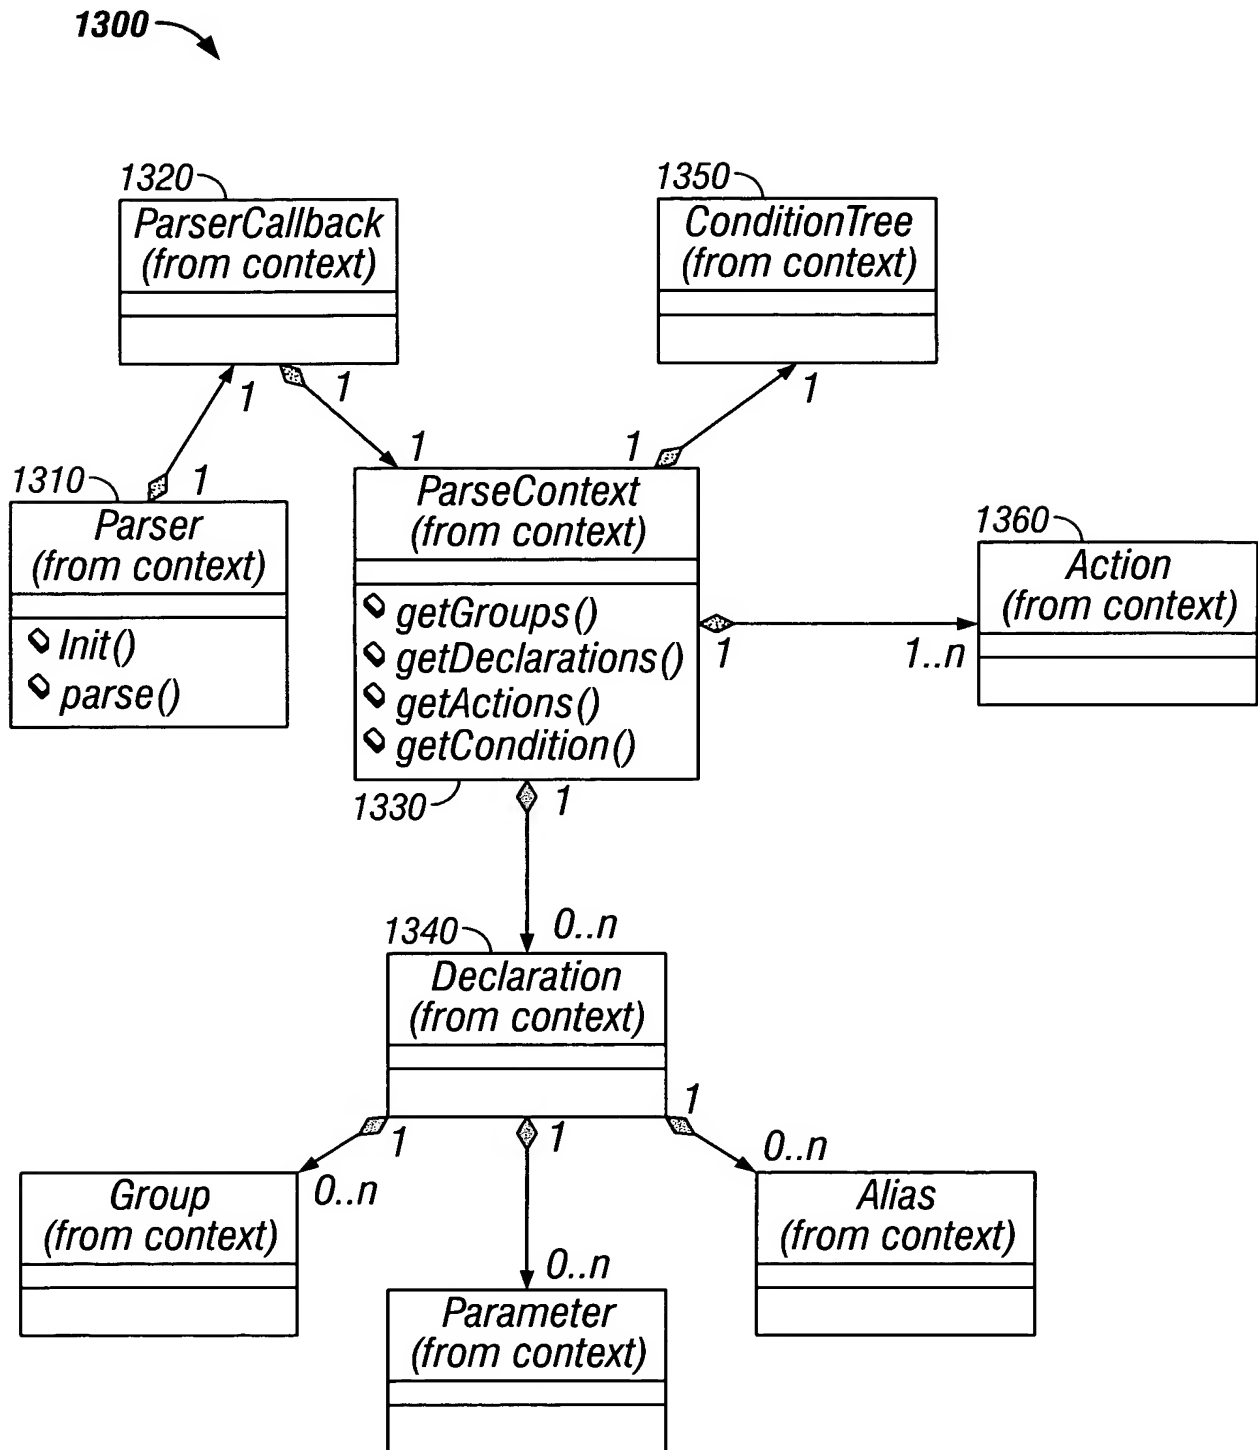 1300
1320
ParserCallback
(from context)
1350
ConditionTree
(from context)
1
1
1
1
1
1310
1
Parser
(from context)
Init()
parse()
ParseContext
(from context)
getGroups()
getDeclarations()
getActions()
getCondition()
1330
1
1..n
1360
Action
(from context)
1
0..n
1340
Declaration
(from context)
1
1
1
0..n
0..n
0..n
Group
(from context)
Alias
(from context)
Parameter
(from context)